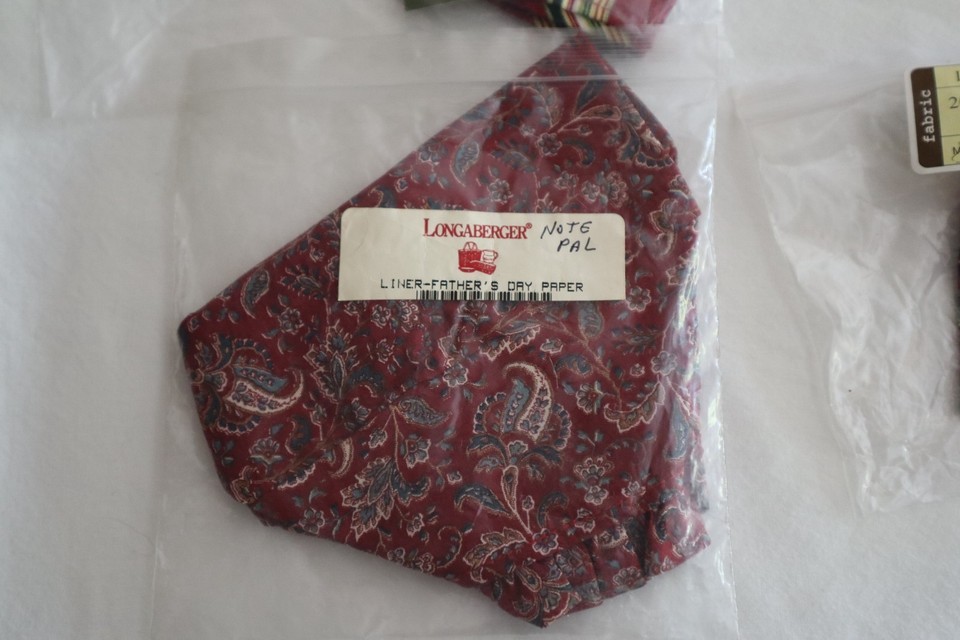 LONGABERGER®
NOTE
PAL
LINER-FATHER'S DAY PAPER
fabric